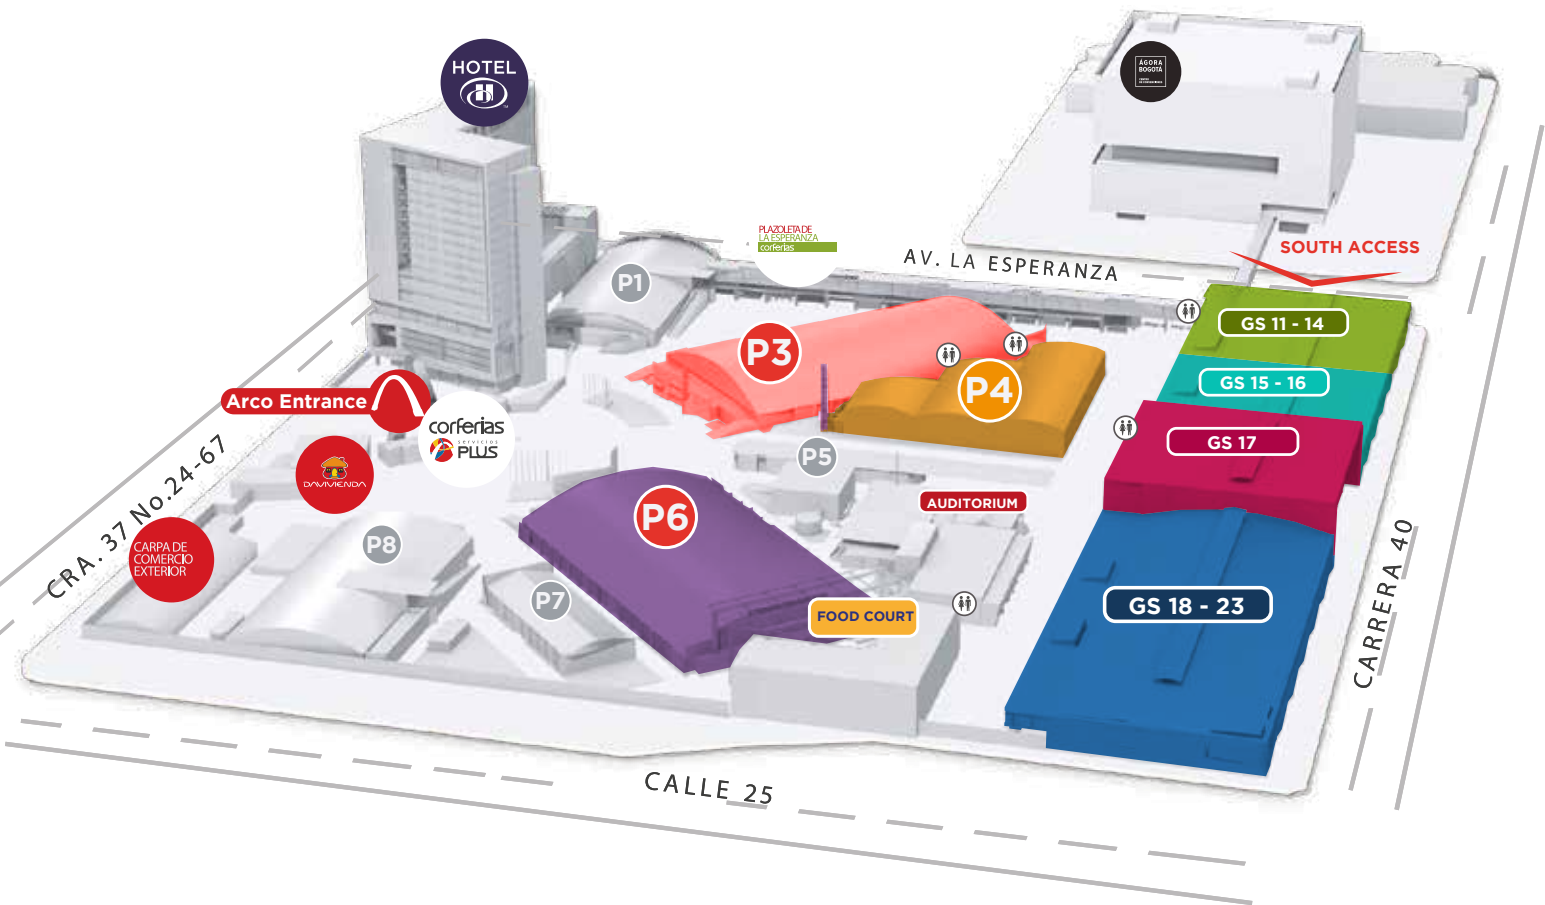 HOTEL
H
ÁGORA
BOGOTÁ
PLAZOLETA DE
LA ESPERANZA
corferias
AV. LA ESPERANZA
SOUTH ACCESS
P1
GS 11 - 14
P3
GS 15 - 16
P4
Arco Entrance
corferias
servicios
PLUS
GS 17
P5
DAVIVIENDA
CRA. 37 No.24-67
AUDITORIUM
P6
P8
CARPA DE
COMERCIO
EXTERIOR
CARRERA 40
P7
GS 18 - 23
FOOD COURT
CALLE 25